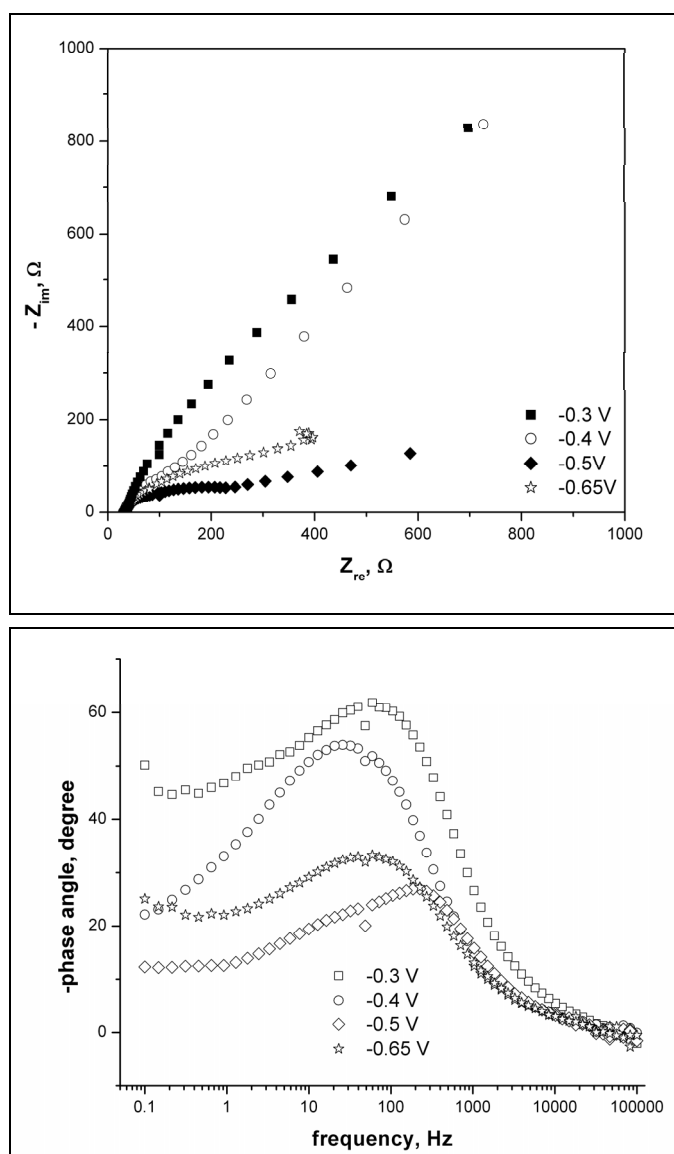 1000
800
600
400
200
0
- Z_im, Ω
0 200 400 600 800 1000
Z_re, Ω
■ -0.3 V
○ -0.4 V
◆ -0.5V
☆ -0.65V
60
40
20
0
-phase angle, degree
□ -0.3 V
○ -0.4 V
◇ -0.5 V
☆ -0.65 V
0.1 1 10 100 1000 10000 100000
frequency, Hz